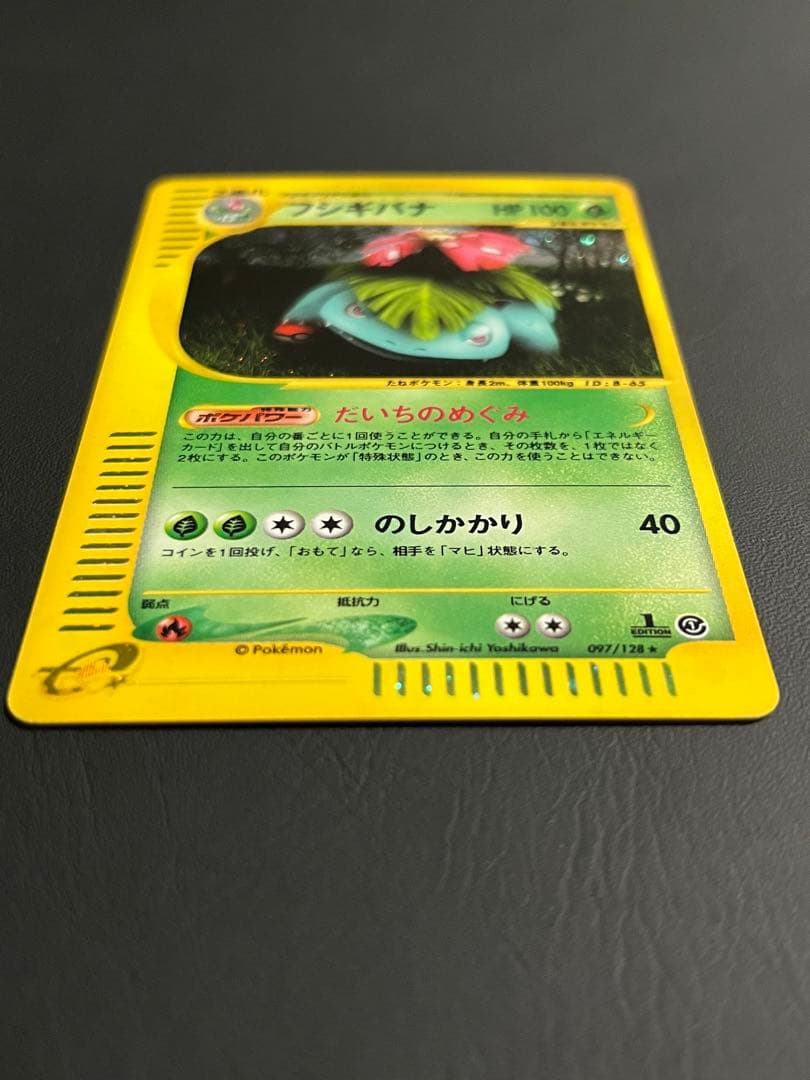 フシギバナ HP 100
たねポケモン：身長2m、体重100kg ID:B-65
ポケパワー だいちのめぐみ
この力は、自分の番ごとに1回使うことができる。自分の手札から「エネルギー
カード」を出して自分のバトルポケモンにつけるとき、その枚数を、1枚ではなく
2枚にする。このポケモンが「特殊状態」のとき、この力を使うことはできない。
のしかかり 40
コインを1回投げ、「おもて」なら、相手を「マヒ」状態にする。
弱点 抵抗力 にげる
1 EDITION
© Pokémon Illus. Shin-ichi Yoshikawa 097/128 ★